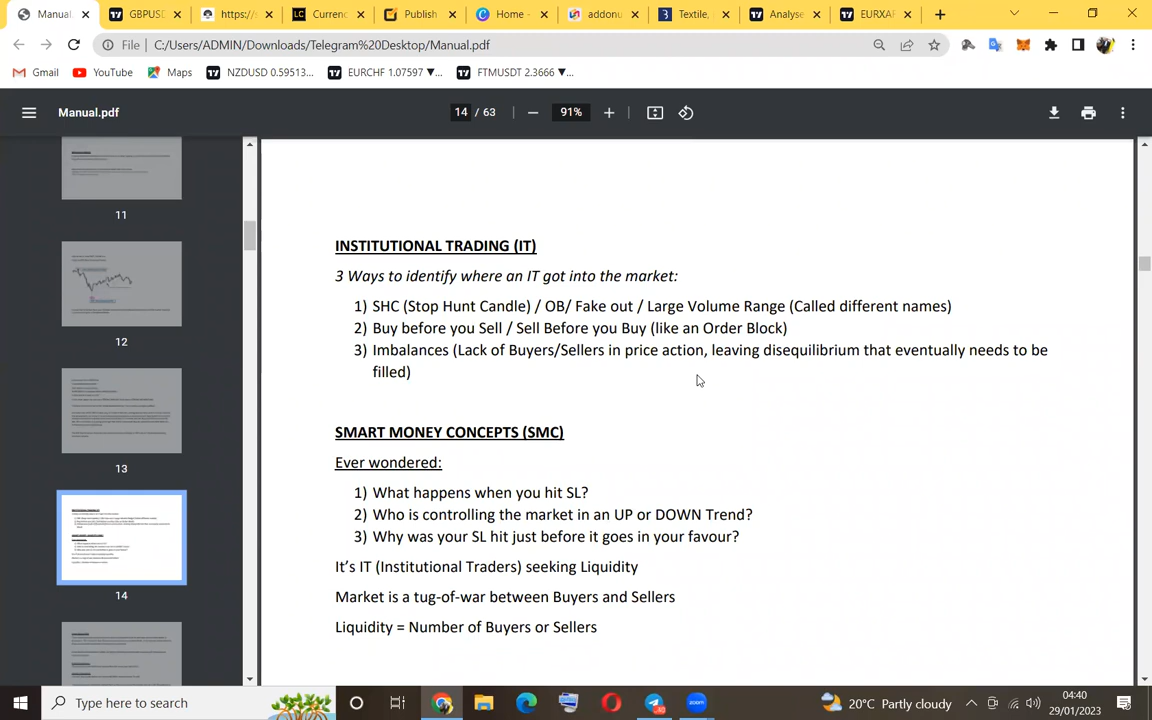 Manual.
GBPUSD
https://s
Currenc
Publish
Home -
addonu
Textile,
Analyse
EURXAF
File
C:/Users/ADMIN/Downloads/Telegram%20Desktop/Manual.pdf
Gmail
YouTube
Maps
NZDUSD 0.59513...
EURCHF 1.07597 ▼...
FTMUSDT 2.3666 ▼...
Manual.pdf
14 / 63
91%
11
12
13
14
INSTITUTIONAL TRADING (IT)
3 Ways to identify where an IT got into the market:
1) SHC (Stop Hunt Candle) / OB/ Fake out / Large Volume Range (Called different names)
2) Buy before you Sell / Sell Before you Buy (like an Order Block)
3) Imbalances (Lack of Buyers/Sellers in price action, leaving disequilibrium that eventually needs to be
filled)
SMART MONEY CONCEPTS (SMC)
Ever wondered:
1) What happens when you hit SL?
2) Who is controlling the market in an UP or DOWN Trend?
3) Why was your SL hit just before it goes in your favour?
It's IT (Institutional Traders) seeking Liquidity
Market is a tug-of-war between Buyers and Sellers
Liquidity = Number of Buyers or Sellers
Type here to search
zoom
20°C Partly cloudy
04:40
29/01/2023